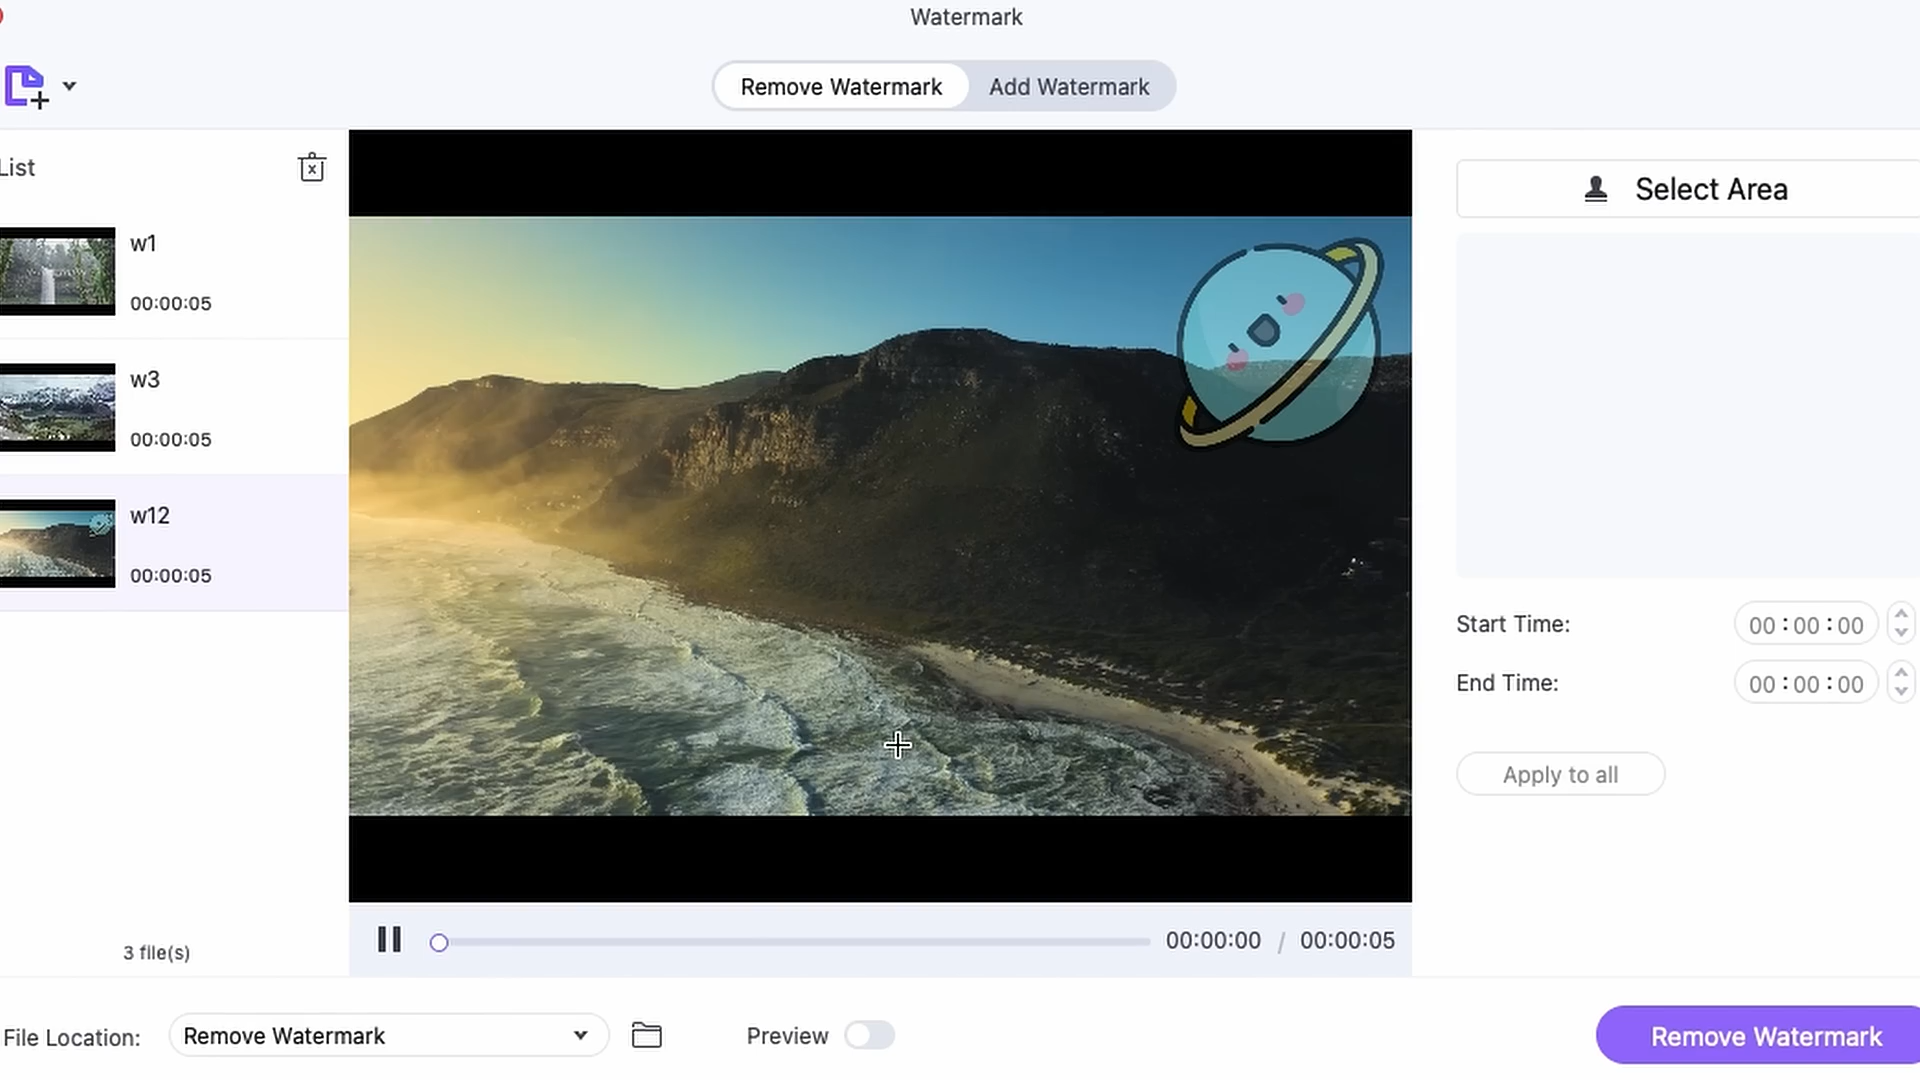 Watermark
Remove Watermark
Add Watermark
List
w1
00:00:05
w3
00:00:05
w12
00:00:05
3 file(s)
00:00:00 / 00:00:05
Select Area
Start Time:
00:00:00
End Time:
00:00:00
Apply to all
File Location:
Remove Watermark
Preview
Remove Watermark